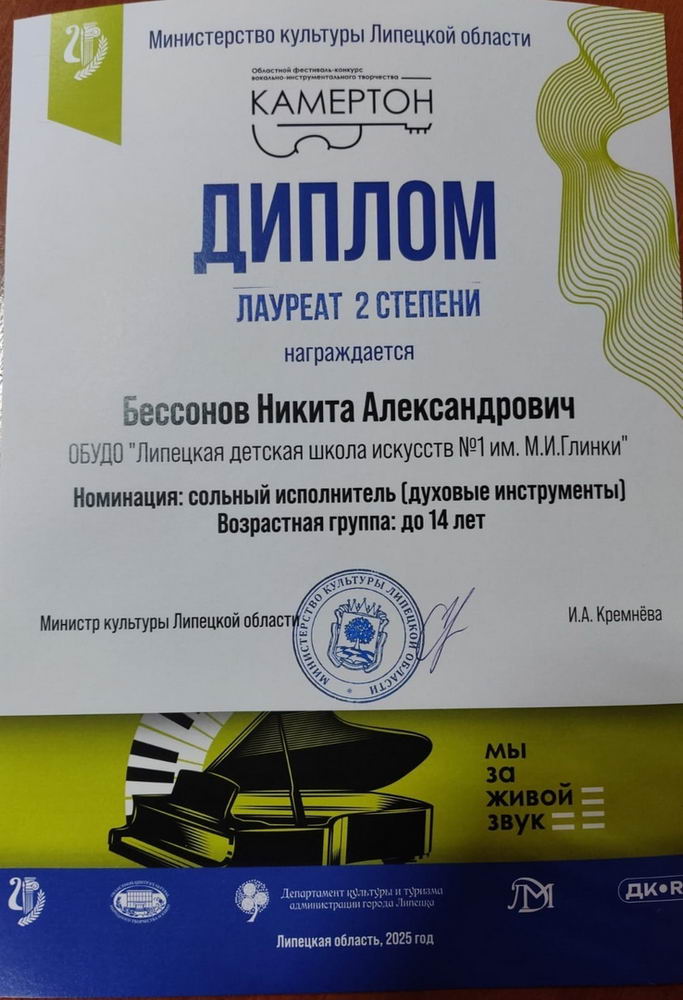 Министерство культуры Липецкой области
Областной фестиваль-конкурс
вокально-инструментального творчества
КАМЕРТОН
ДИПЛОМ
ЛАУРЕАТ 2 СТЕПЕНИ
награждается
Бессонов Никита Александрович
ОБУДО "Липецкая детская школа искусств №1 им. М.И.Глинки"
Номинация: сольный исполнитель (духовые инструменты)
Возрастная группа: до 14 лет
Министр культуры Липецкой области
МИНИСТЕРСТВО КУЛЬТУРЫ ЛИПЕЦКОЙ ОБЛАСТИ
И.А. Кремнёва
МЫ
ЗА
ЖИВОЙ
ЗВУК
Департамент культуры и туризма
администрации города Липецка
ДК•R
Липецкая область, 2025 год